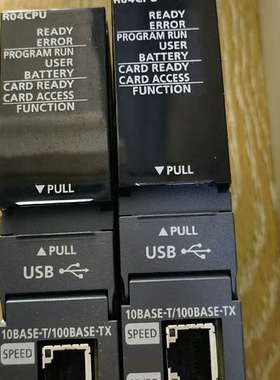 R04CPU
READY
ERROR
PROGRAM RUN
USER
BATTERY
CARD READY
CARD ACCESS
FUNCTION
▼PULL
▲PULL
USB
10BASE-T/100BASE-TX
SPEED
R04CPU
READY
ERROR
PROGRAM RUN
USER
BATTERY
CARD READY
CARD ACCESS
FUNCTION
▼PULL
▲PULL
USB
10BASE-T/100BASE-TX
SPEED